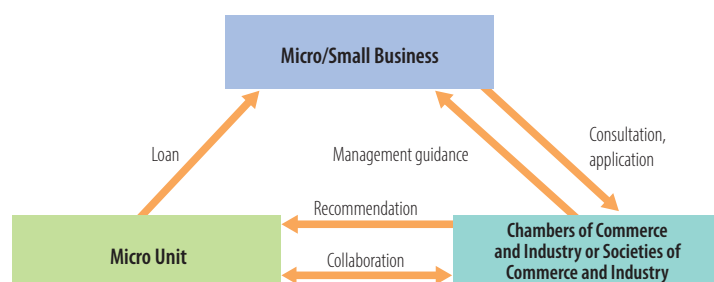 Micro/Small Business
Loan
Management guidance
Consultation,
application
Recommendation
Micro Unit
Collaboration
Chambers of Commerce
and Industry or Societies of
Commerce and Industry